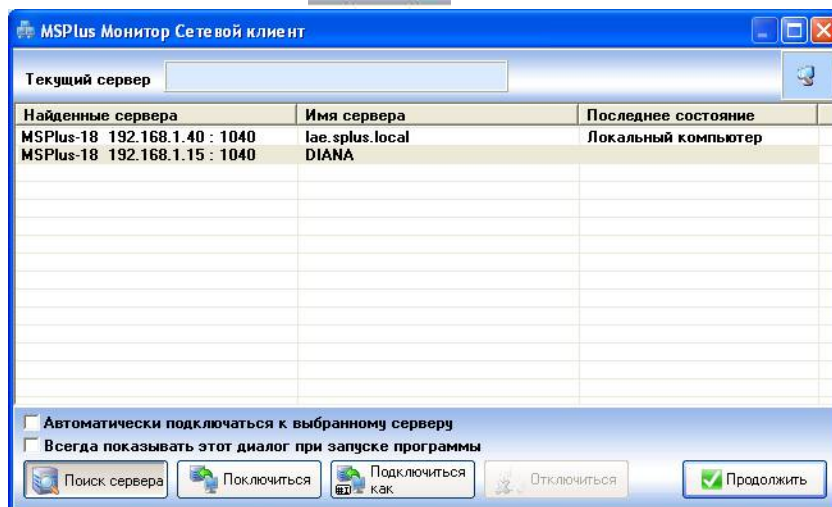 MSPlus Монитор Сетевой клиент
Текущий сервер
Найденные сервера Имя сервера Последнее состояние
MSPlus-18 192.168.1.40 : 1040 lae.splus.local Локальный компьютер
MSPlus-18 192.168.1.15 : 1040 DIANA
Автоматически подключаться к выбранному серверу
Всегда показывать этот диалог при запуске программы
Поиск сервера Поключиться Подключиться как Отключиться Продолжить